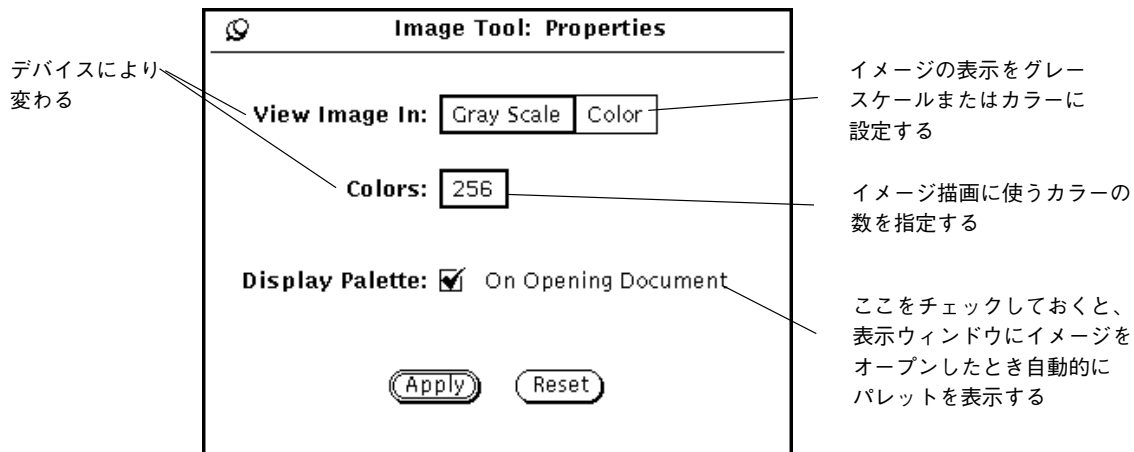 Image Tool: Properties
デバイスにより
変わる
View Image In: Gray Scale Color
イメージの表示をグレー
スケールまたはカラーに
設定する
Colors: 256
イメージ描画に使うカラーの
数を指定する
Display Palette: On Opening Document
ここをチェックしておくと、
表示ウィンドウにイメージを
オープンしたとき自動的に
パレットを表示する
Apply Reset